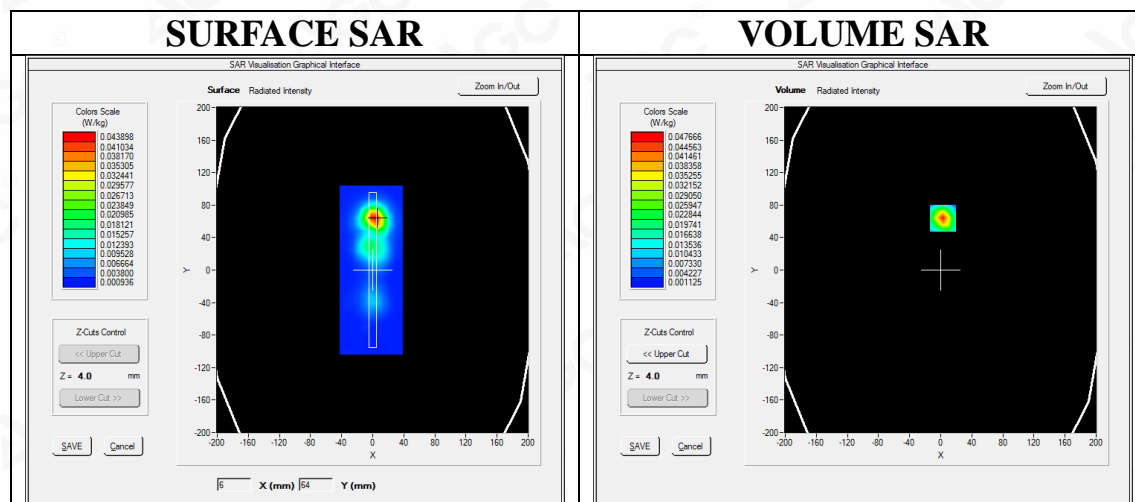 SURFACE SAR
SAR Visualisation Graphical Interface
Surface Radiated Intensity
Zoom In/Out
Colors Scale
(W/kg)
0.043898
0.041034
0.038170
0.035305
0.032441
0.029577
0.026713
0.023849
0.020985
0.018121
0.015257
0.012393
0.009528
0.006664
0.003800
0.000936
Z-Cuts Control
<< Upper Cut
Z = 4.0 mm
Lower Cut >>
SAVE Cancel
200
160
120
80
40
0
-40
-80
-120
-160
-200
Y
-200 -160 -120 -80 -40 0 40 80 120 160 200
X
6 X (mm) 64 Y (mm)
VOLUME SAR
SAR Visualisation Graphical Interface
Volume Radiated Intensity
Zoom In/Out
Colors Scale
(W/kg)
0.047666
0.044563
0.041461
0.038358
0.035255
0.032152
0.029050
0.025947
0.022844
0.019741
0.016638
0.013536
0.010433
0.007330
0.004227
0.001125
Z-Cuts Control
<< Upper Cut
Z = 4.0 mm
Lower Cut >>
SAVE Cancel
200
160
120
80
40
0
-40
-80
-120
-160
-200
Y
-200 -160 -120 -80 -40 0 40 80 120 160 200
X